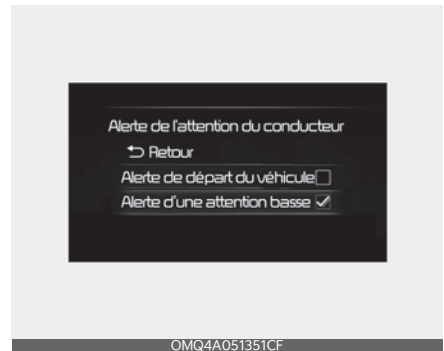 Alerte de l'attention du conducteur
Retour
Alerte de départ du véhicule
Alerte d'une attention basse
OMQ4A051351CF